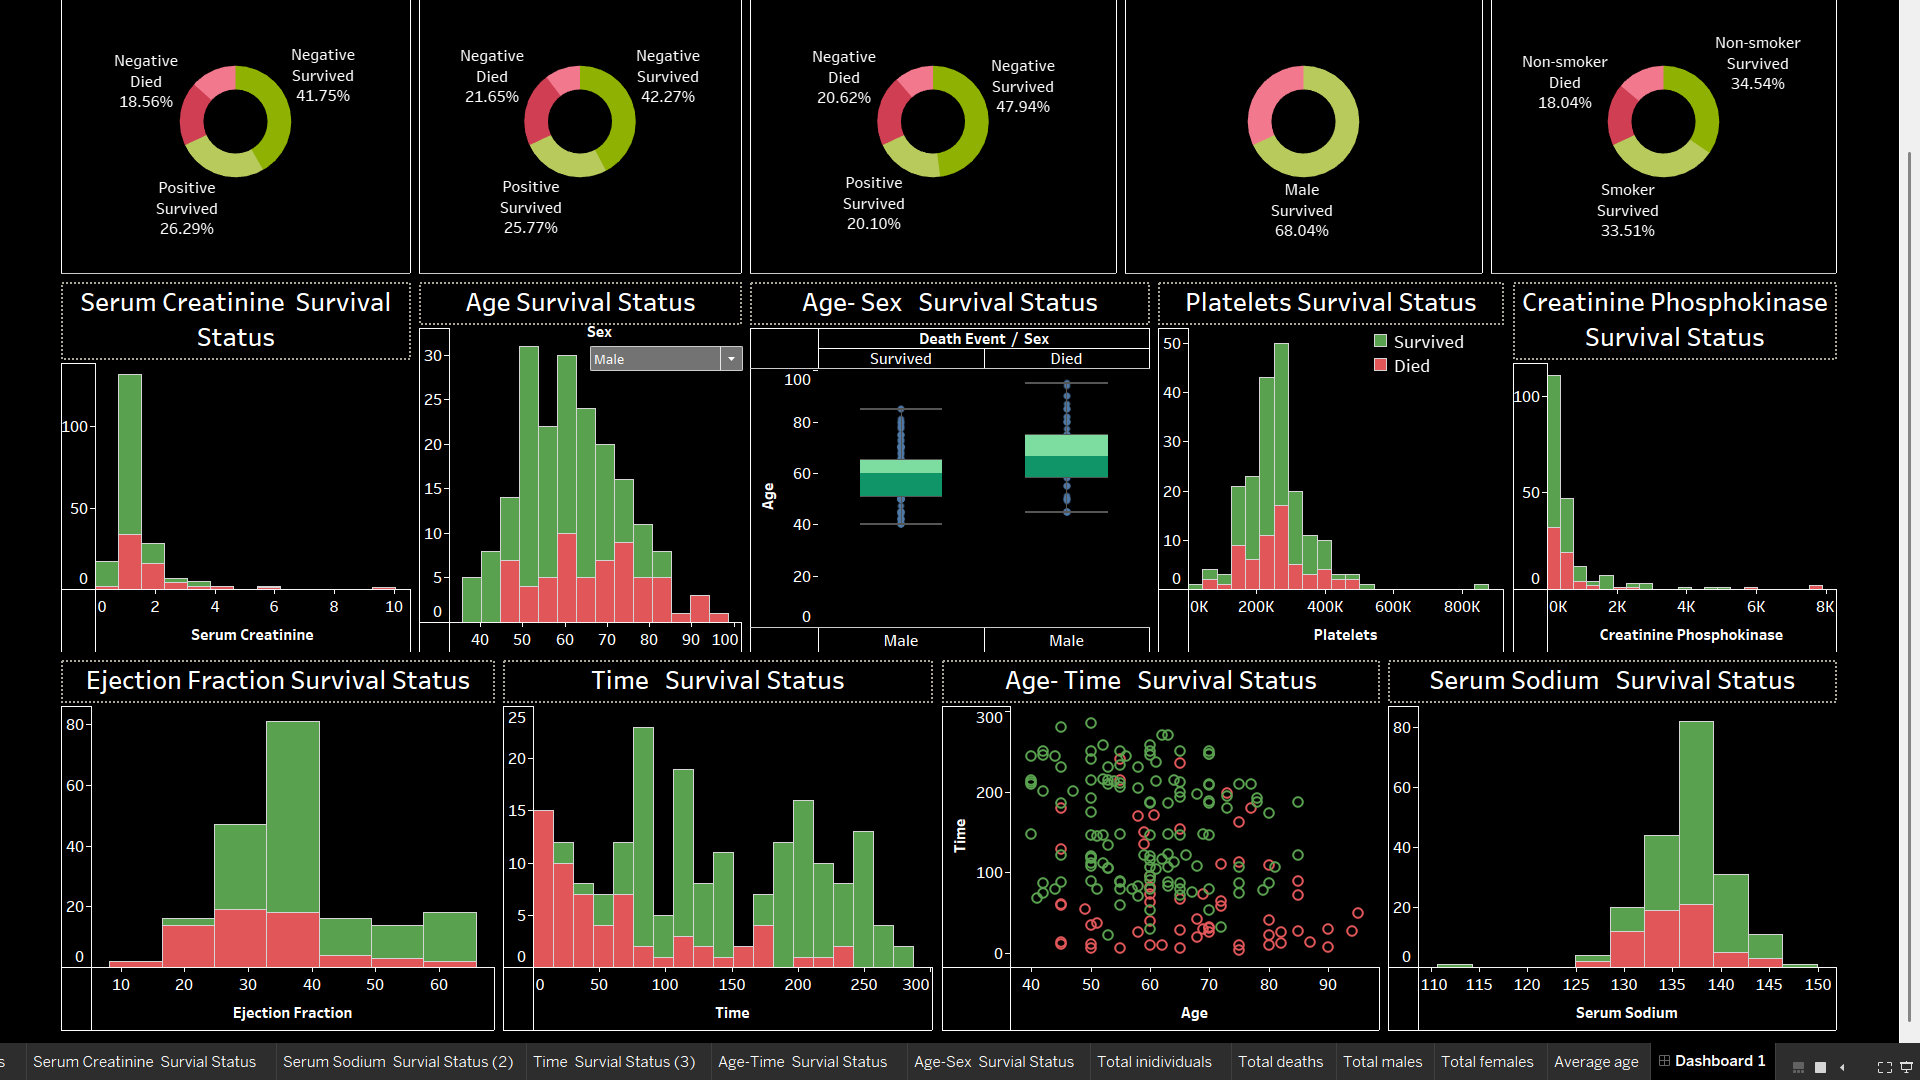 Negative
Died
18.56%
Negative
Survived
41.75%
Positive
Survived
26.29%
Negative
Died
21.65%
Negative
Survived
42.27%
Positive
Survived
25.77%
Negative
Died
20.62%
Negative
Survived
47.94%
Positive
Survived
20.10%
Male
Survived
68.04%
Non-smoker
Died
18.04%
Non-smoker
Survived
34.54%
Smoker
Survived
33.51%
Serum Creatinine Survival
Status
100
50
0
0 2 4 6 8 10
Serum Creatinine
Age Survival Status
Sex
Male
30
25
20
15
10
5
0
40 50 60 70 80 90 100
Age- Sex Survival Status
Death Event / Sex
Survived Died
100
80
60
40
20
0
Age
Male Male
Platelets Survival Status
Survived
Died
50
40
30
20
10
0
0K 200K 400K 600K 800K
Platelets
Creatinine Phosphokinase
Survival Status
100
50
0
0K 2K 4K 6K 8K
Creatinine Phosphokinase
Ejection Fraction Survival Status
80
60
40
20
0
10 20 30 40 50 60
Ejection Fraction
Time Survival Status
25
20
15
10
5
0
0 50 100 150 200 250 300
Time
Age- Time Survival Status
300
200
100
0
Time
40 50 60 70 80 90
Age
Serum Sodium Survival Status
80
60
40
20
0
110 115 120 125 130 135 140 145 150
Serum Sodium
s Serum Creatinine Survial Status Serum Sodium Survial Status (2) Time Survial Status (3) Age-Time Survial Status Age-Sex Survial Status Total inidividuals Total deaths Total males Total females Average age Dashboard 1